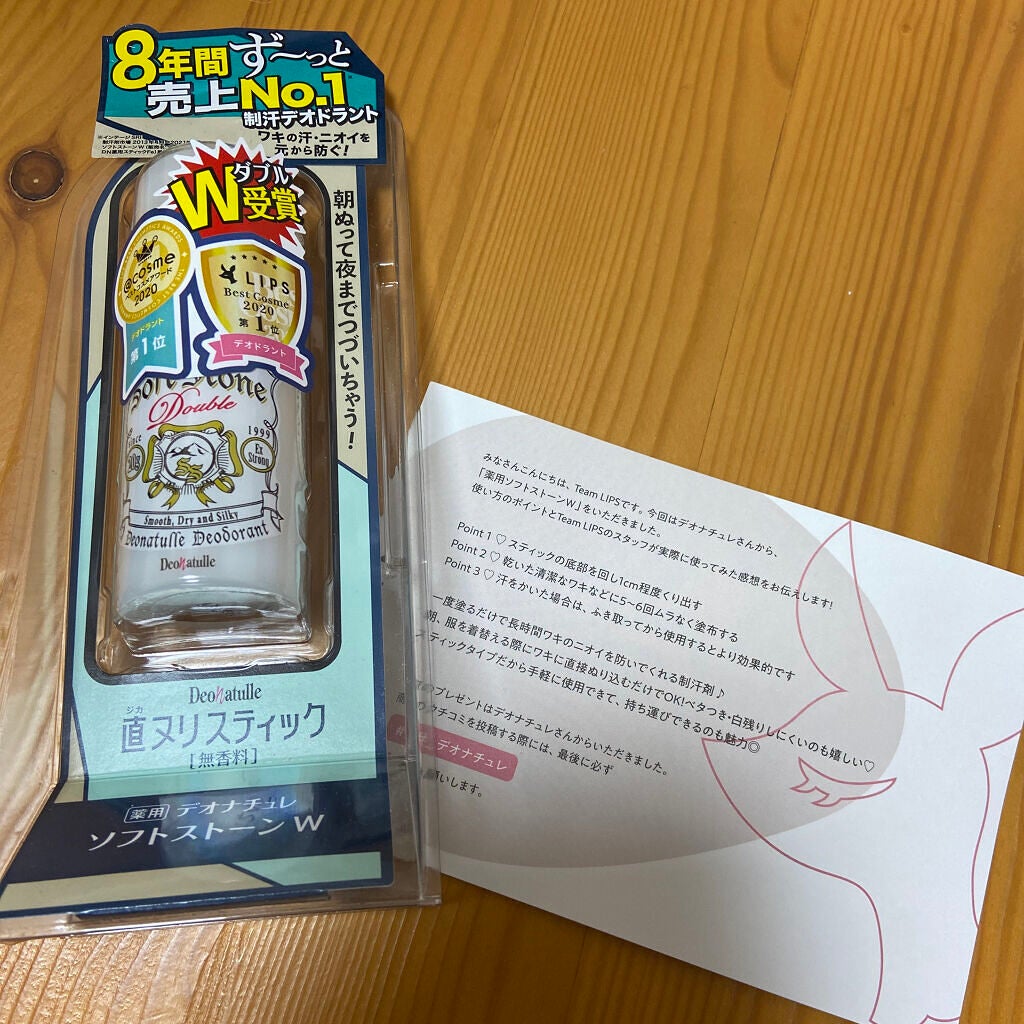 8年間ず〜っと
売上No.1
制汗デオドラント
ワキの汗・ニオイを
元から防ぐ!
ダブル
W受賞
@cosme
ベストコスメアワード
2020
デオドラント
第1位
LIPS
Best Cosme
2020
第1位
デオドラント
朝ぬって夜までつづいちゃう!
Soft Stone
Double
since
1999
Ex
Strong
Smooth, Dry and Silky
Deonatulle Deodorant
Deonatulle
Deonatulle
ジカ
直ヌリスティック
[無香料]
薬用 デオナチュレ
ソフトストーンW
みなさんこんにちは、Team LIPSです。今回はデオナチュレさんから、
「薬用ソフトストーンW」をいただきました。
使い方のポイントとTeam LIPSのスタッフが実際に使ってみた感想をお伝えします!
Point 1 ♡ スティックの底部を回し1cm程度くり出す
Point 2 ♡ 乾いた清潔なワキなどに5~6回ムラなく塗布する
Point 3 ♡ 汗をかいた場合は、ふき取ってから使用するとより効果的です
一度塗るだけで長時間ワキのニオイを防いでくれる制汗剤♪
朝、服を着替える際にワキに直接ぬり込むだけでOK!ベタつき・白残りしにくいのも嬉しい♡
スティックタイプだから手軽に使用できて、持ち運びできるのも魅力◎
プレゼントはデオナチュレさんからいただきました。
クチコミを投稿する際には、最後に必ず
デオナチュレ
します。